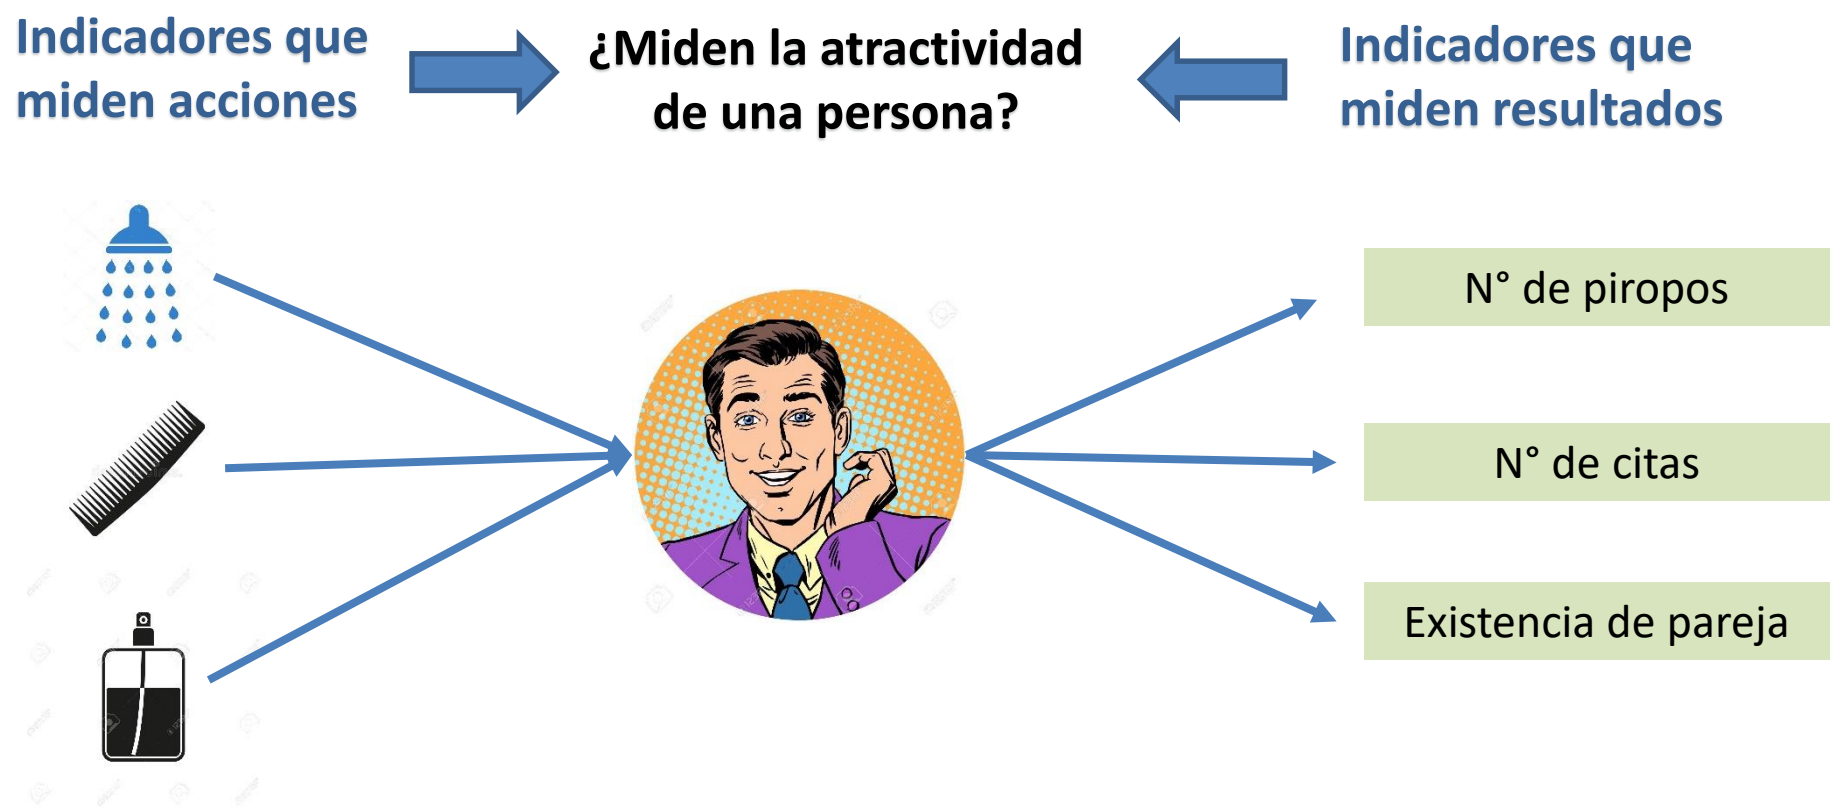 Indicadores que
miden acciones
¿Miden la atractividad
de una persona?
Indicadores que
miden resultados
N° de piropos
N° de citas
Existencia de pareja